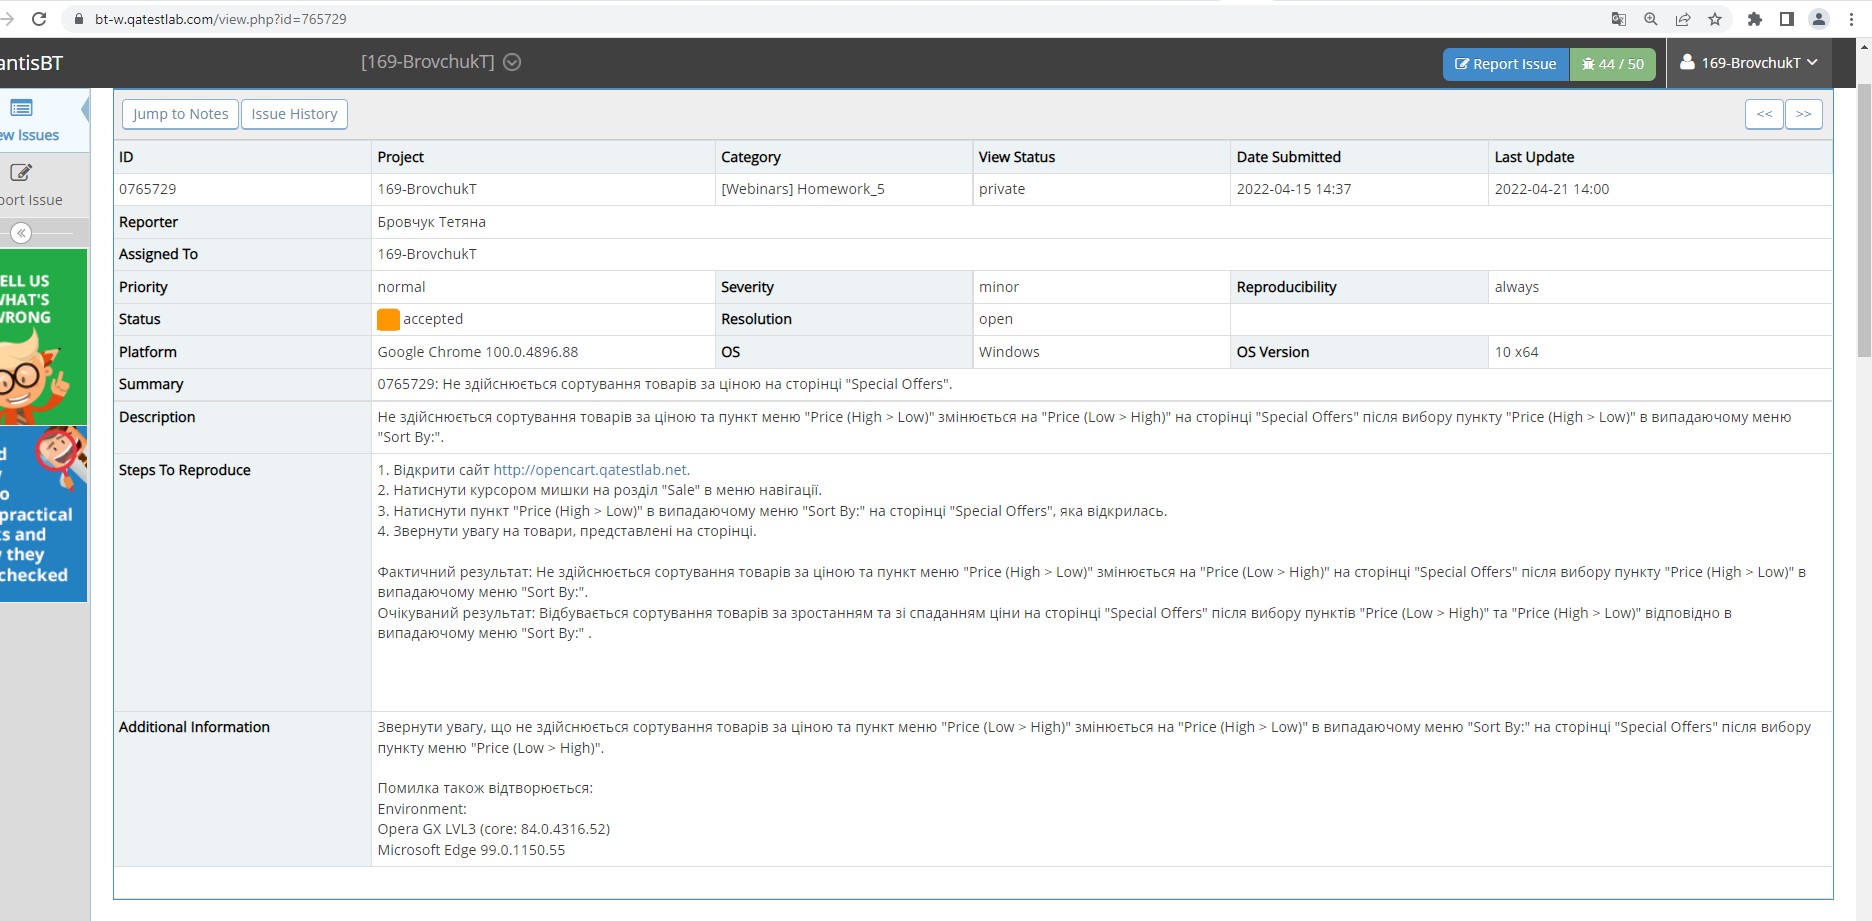 bt-w.qatestlab.com/view.php?id=765729
antisBT
[169-BrovchukT]
Report Issue
44 / 50
169-BrovchukT
ew Issues
port Issue
ELL US
HAT'S
RONG
d
o
practical
s and
they
checked
Jump to Notes Issue History << >>
ID Project Category View Status Date Submitted Last Update
0765729 169-BrovchukT [Webinars] Homework_5 private 2022-04-15 14:37 2022-04-21 14:00
Reporter Бровчук Тетяна
Assigned To 169-BrovchukT
Priority normal Severity minor Reproducibility always
Status accepted Resolution open
Platform Google Chrome 100.0.4896.88 OS Windows OS Version 10 x64
Summary 0765729: Не здійснюється сортування товарів за ціною на сторінці "Special Offers".
Description Не здійснюється сортування товарів за ціною та пункт меню "Price (High > Low)" змінюється на "Price (Low > High)" на сторінці "Special Offers" після вибору пункту "Price (High > Low)" в випадаючому меню
"Sort By:".
Steps To Reproduce 1. Відкрити сайт http://opencart.qatestlab.net.
2. Натиснути курсором мишки на розділ "Sale" в меню навігації.
3. Натиснути пункт "Price (High > Low)" в випадаючому меню "Sort By:" на сторінці "Special Offers", яка відкрилась.
4. Звернути увагу на товари, представлені на сторінці.
Фактичний результат: Не здійснюється сортування товарів за ціною та пункт меню "Price (High > Low)" змінюється на "Price (Low > High)" на сторінці "Special Offers" після вибору пункту "Price (High > Low)" в
випадаючому меню "Sort By:".
Очікуваний результат: Відбувається сортування товарів за зростанням та зі спаданням ціни на сторінці "Special Offers" після вибору пунктів "Price (Low > High)" та "Price (High > Low)" відповідно в
випадаючому меню "Sort By:" .
Additional Information Звернути увагу, що не здійснюється сортування товарів за ціною та пункт меню "Price (Low > High)" змінюється на "Price (High > Low)" в випадаючому меню "Sort By:" на сторінці "Special Offers" після вибору
пункту меню "Price (Low > High)".
Помилка також відтворюється:
Environment:
Opera GX LVL3 (core: 84.0.4316.52)
Microsoft Edge 99.0.1150.55